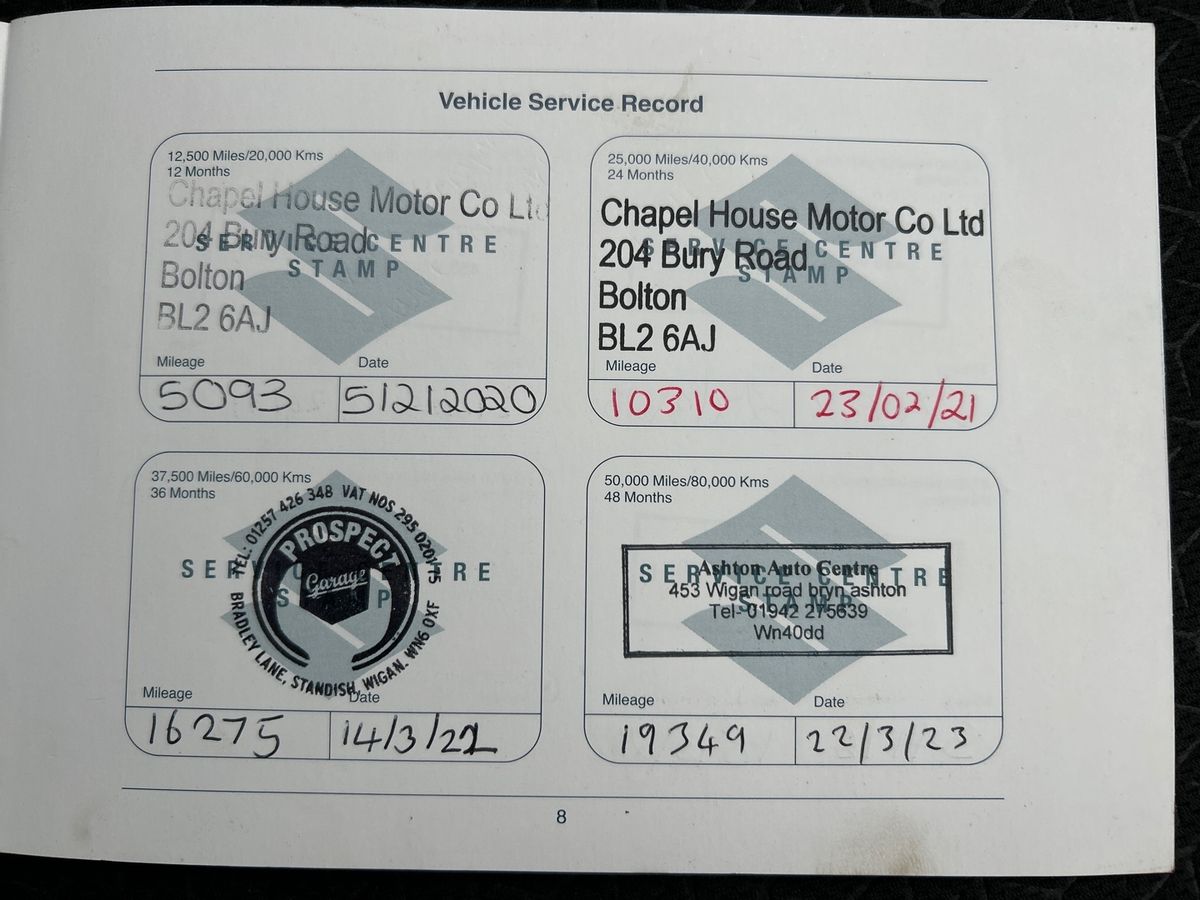 Vehicle Service Record
12,500 Miles/20,000 Kms
12 Months
Chapel House Motor Co Ltd
204 Bury Road
SERVICE CENTRE
STAMP
Bolton
BL2 6AJ
Mileage Date
5093 5/2/2020
25,000 Miles/40,000 Kms
24 Months
Chapel House Motor Co Ltd
204 Bury Road
SERVICE CENTRE
STAMP
Bolton
BL2 6AJ
Mileage Date
10310 23/02/21
37,500 Miles/60,000 Kms
36 Months
TEL: 01257 426 348 VAT NOS 295 0201 75
PROSPECT
Garage
SERVICE CENTRE
STAMP
BRADLEY LANE, STANDISH, WIGAN. WN6 0XF
Mileage Date
16275 14/3/22
50,000 Miles/80,000 Kms
48 Months
Ashton Auto Centre
SERVICE CENTRE
453 Wigan road bryn ashton
STAMP
Tel- 01942 275639
Wn40dd
Mileage Date
19349 22/3/23
8